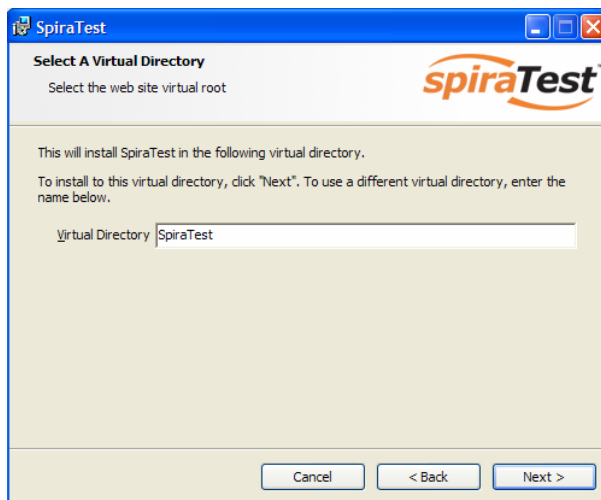 SpiraTest
Select A Virtual Directory
Select the web site virtual root
spiraTest
This will install SpiraTest in the following virtual directory.
To install to this virtual directory, click "Next". To use a different virtual directory, enter the
name below.
Virtual Directory SpiraTest
Cancel < Back Next >